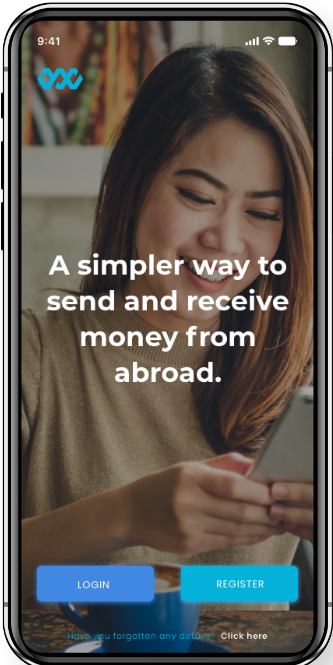 9:41
A simpler way to
send and receive
money from
abroad.
LOGIN
REGISTER
Have you forgotten any details? Click here